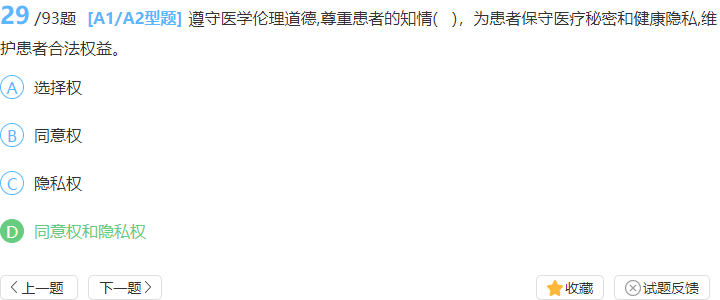 29 /93题 [A1/A2型题] 遵守医学伦理道德,尊重患者的知情( )，为患者保守医疗秘密和健康隐私,维
护患者合法权益。
A 选择权
B 同意权
C 隐私权
D 同意权和隐私权
上一题 下一题 收藏 试题反馈